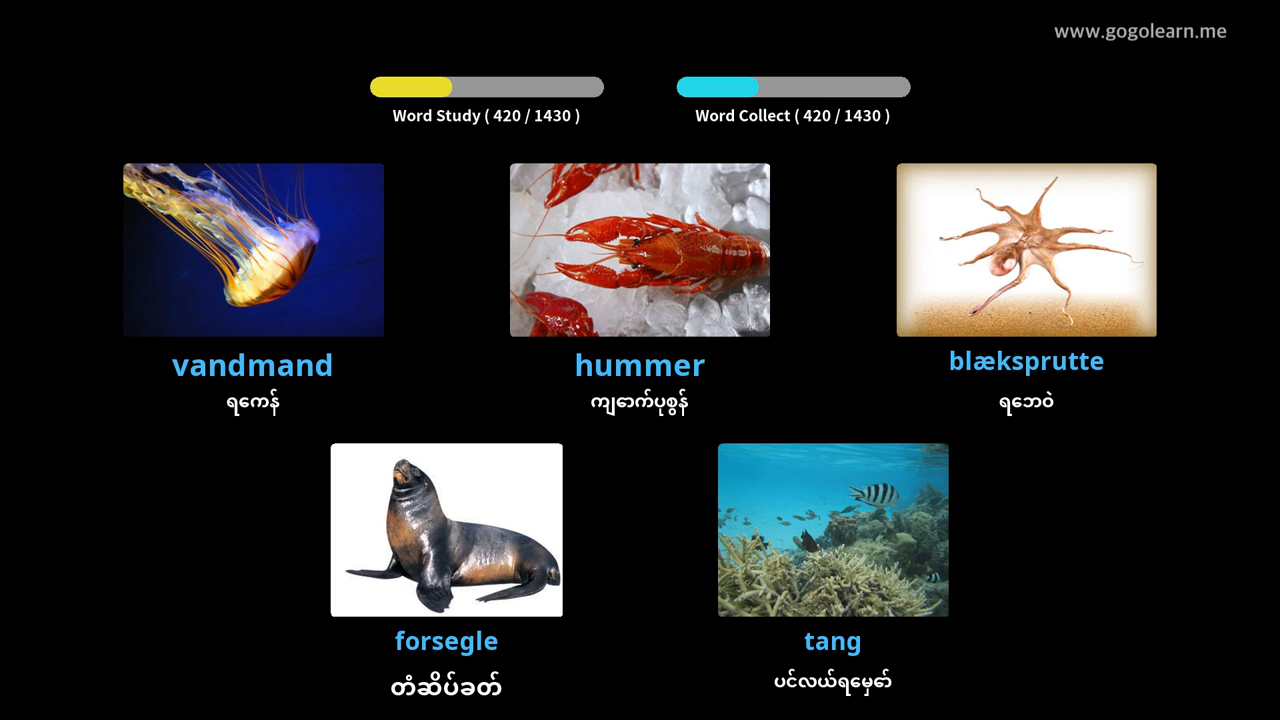 www.gogolearn.me
Word Study ( 420 / 1430 )
Word Collect ( 420 / 1430 )
vandmand
ရေကန်
hummer
ကျောက်ပုစွန်
blæksprutte
ရေဘဝဲ
forsegle
တံဆိပ်ခတ်
tang
ပင်လယ်ရေမှော်